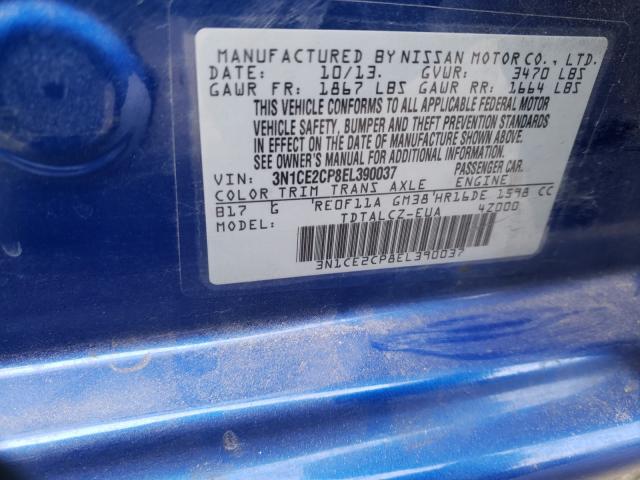 MANUFACTURED BY NISSAN MOTOR CO., LTD.
DATE: 10/13. GVWR: 3470 LBS
GAWR FR: 1867 LBS GAWR RR: 1664 LBS
THIS VEHICLE CONFORMS TO ALL APPLICABLE FEDERAL MOTOR
VEHICLE SAFETY, BUMPER AND THEFT PREVENTION STANDARDS
IN EFFECT ON THE DATE OF MANUFACTURE SHOWN ABOVE.
SEE OWNER'S MANUAL FOR ADDITIONAL INFORMATION.
VIN: 3N1CE2CP8EL390037 PASSENGER CAR.
COLOR TRIM TRANS AXLE ENGINE
B17 G RE0F11A GM38 HR16DE 1598 CC
TDTALCZ-EUA 4Z000
3N1CE2CP8EL390037